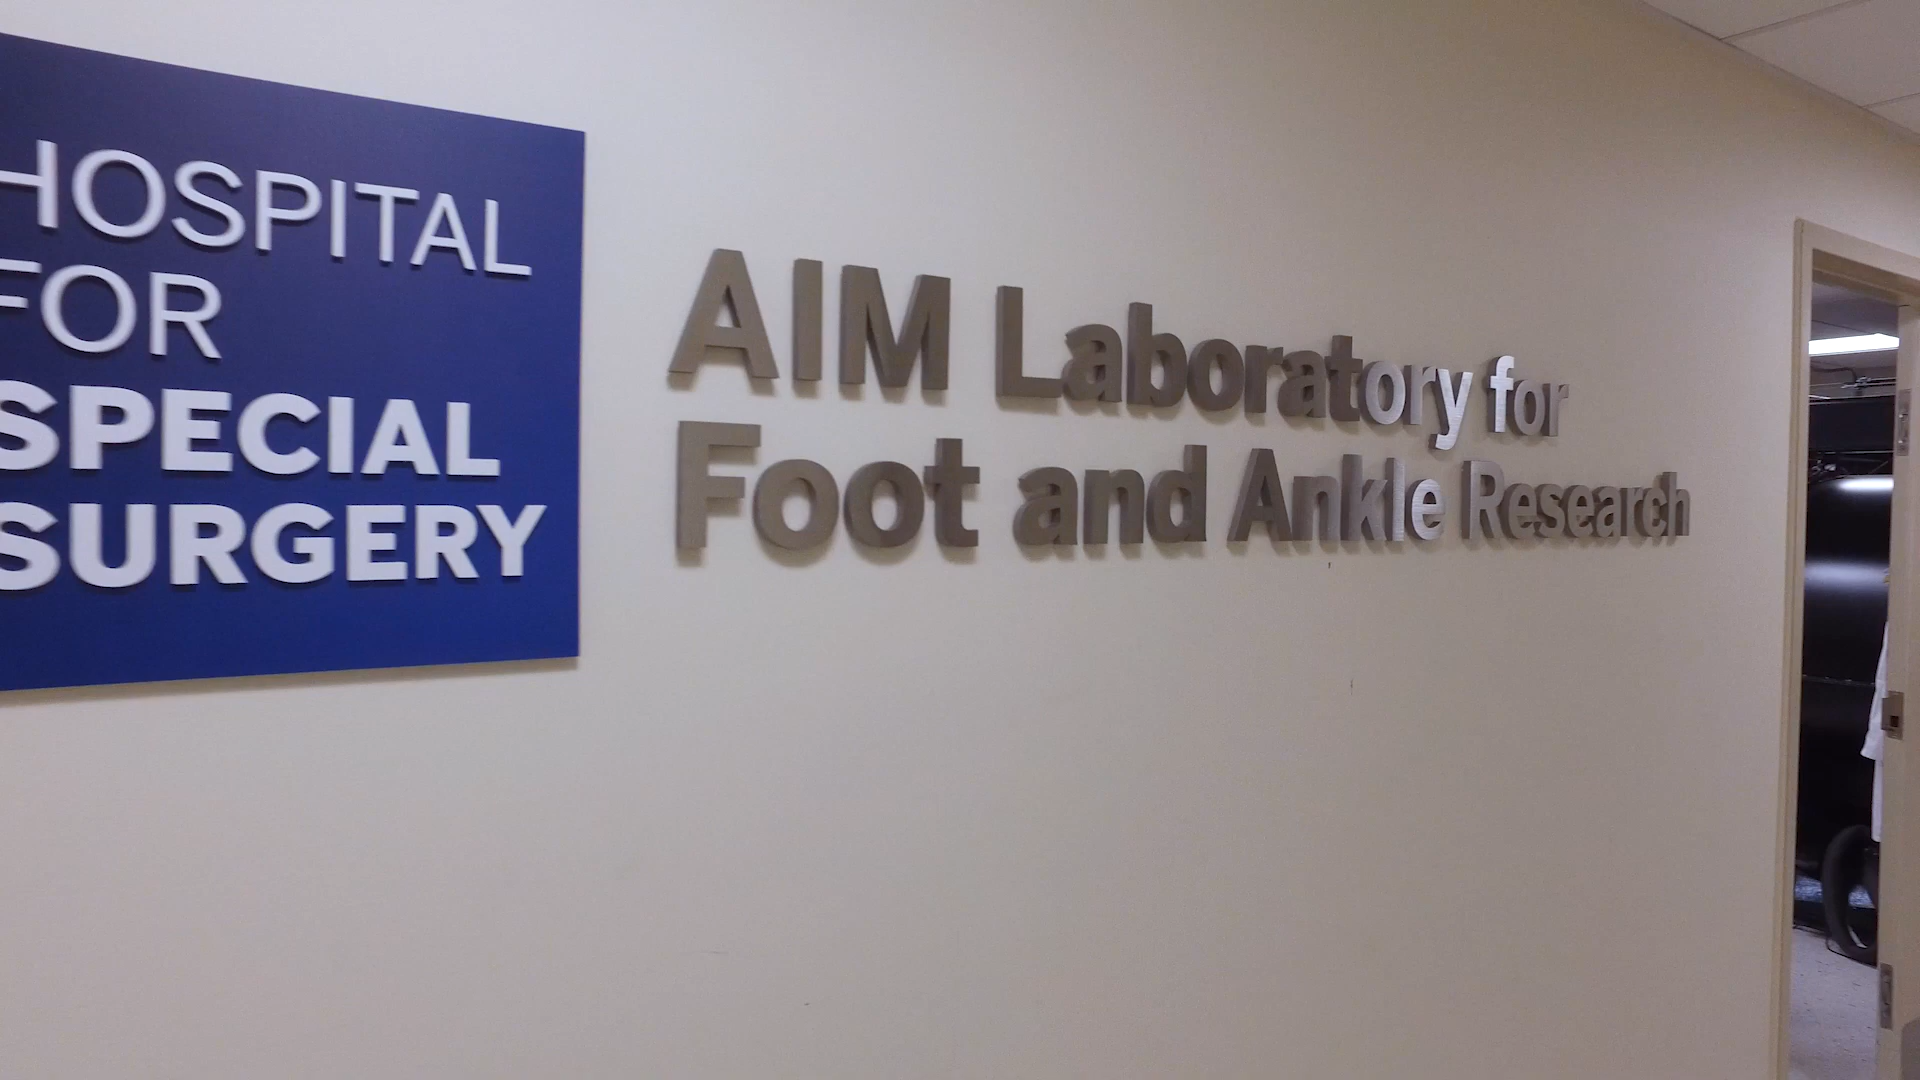 HOSPITAL
FOR
SPECIAL
SURGERY
AIM Laboratory for
Foot and Ankle Research